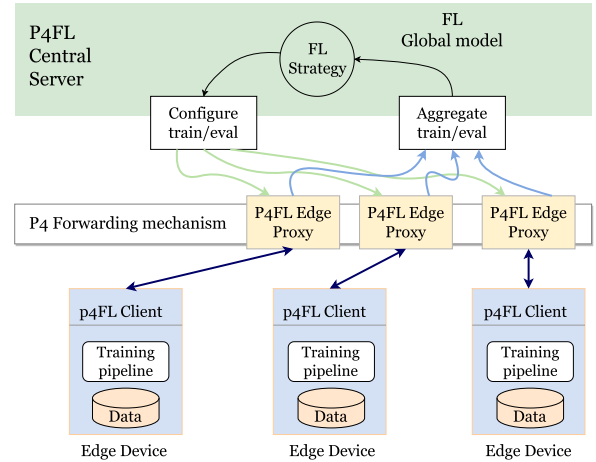 P4FL
Central
Server
FL
Strategy
FL
Global model
Configure
train/eval
Aggregate
train/eval
P4 Forwarding mechanism
P4FL Edge
Proxy
P4FL Edge
Proxy
P4FL Edge
Proxy
p4FL Client
Training
pipeline
Data
Edge Device
p4FL Client
Training
pipeline
Data
Edge Device
p4FL Client
Training
pipeline
Data
Edge Device